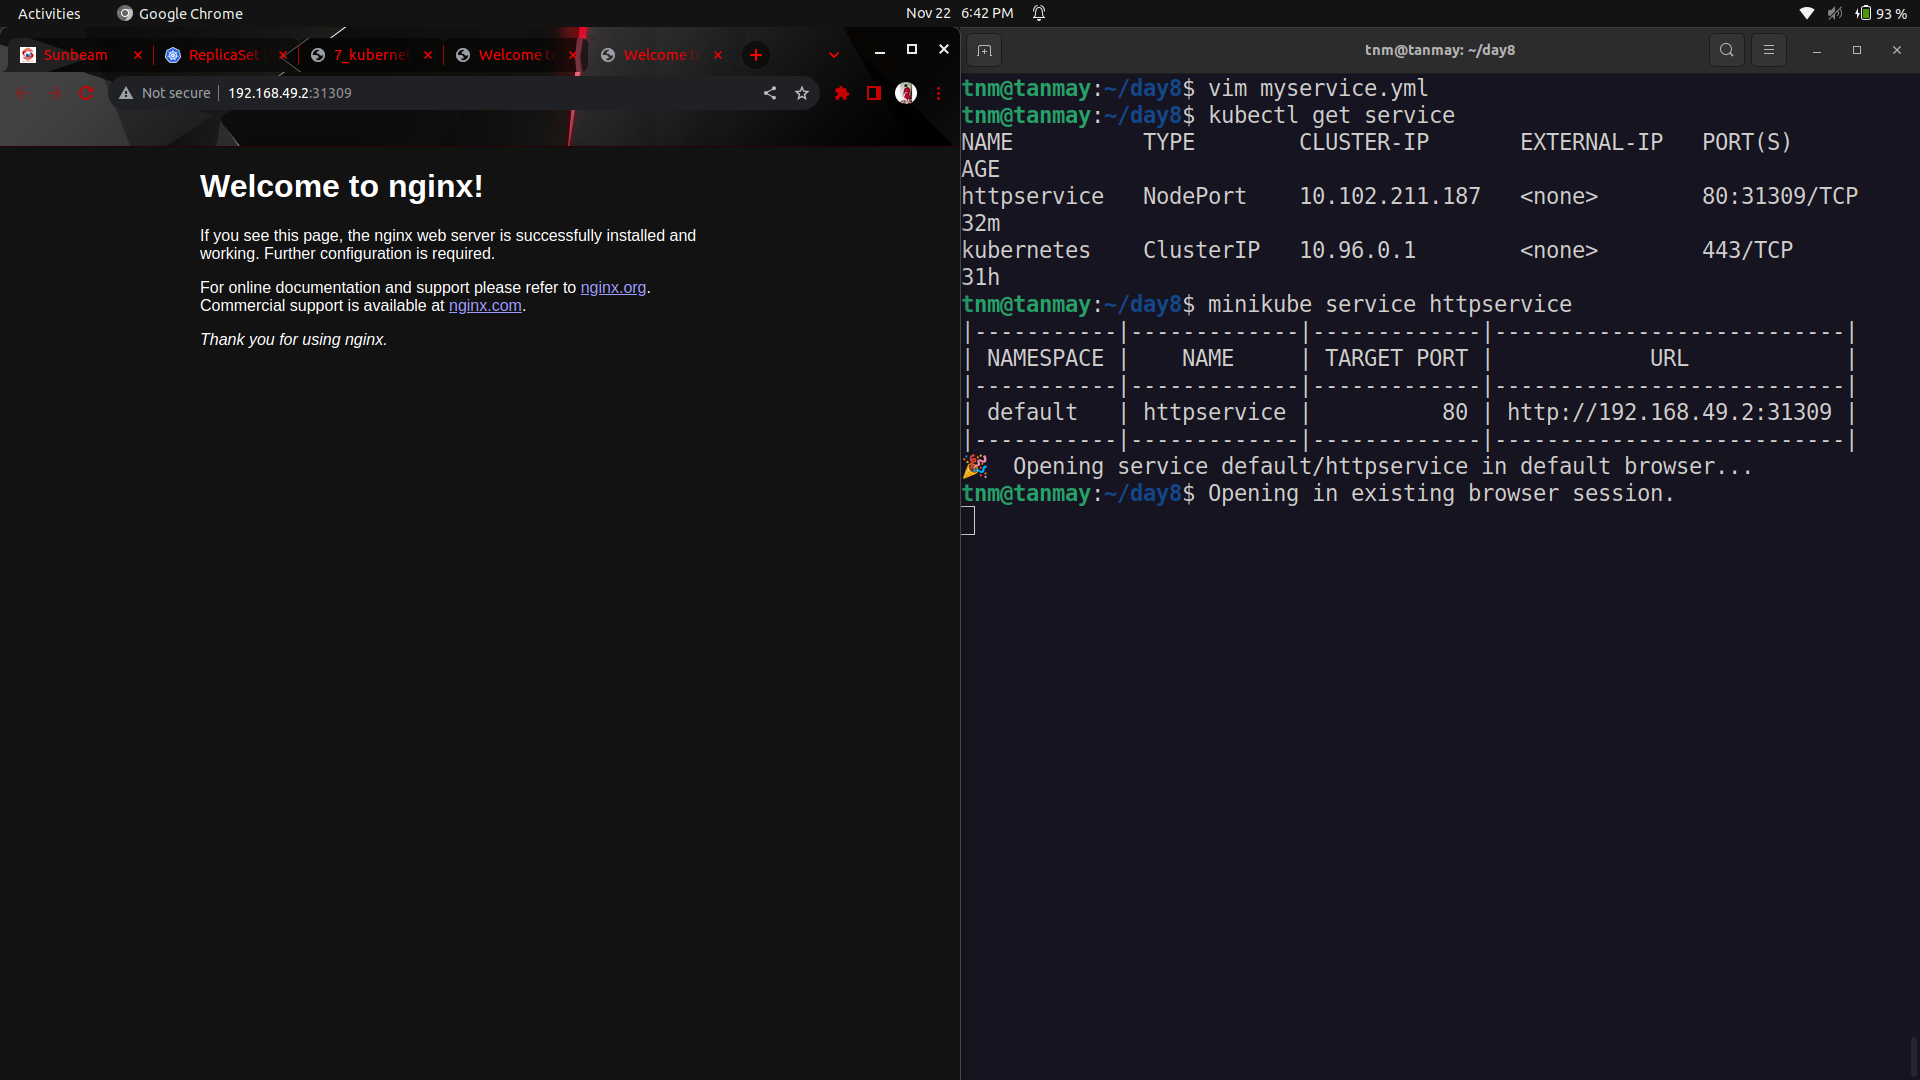 Activities
Google Chrome
Nov 22 6:42 PM
93 %
Sunbeam
ReplicaSet
7_kubernet
Welcome to
Welcome t
Not secure
192.168.49.2:31309
Welcome to nginx!
If you see this page, the nginx web server is successfully installed and
working. Further configuration is required.
For online documentation and support please refer to nginx.org.
Commercial support is available at nginx.com.
Thank you for using nginx.
tnm@tanmay: ~/day8
tnm@tanmay:~/day8$ vim myservice.yml
tnm@tanmay:~/day8$ kubectl get service
NAME          TYPE        CLUSTER-IP       EXTERNAL-IP   PORT(S)
AGE
httpservice   NodePort    10.102.211.187   <none>        80:31309/TCP
32m
kubernetes    ClusterIP   10.96.0.1        <none>        443/TCP
31h
tnm@tanmay:~/day8$ minikube service httpservice
|-----------|-------------|-------------|---------------------------|
| NAMESPACE |    NAME     | TARGET PORT |            URL            |
|-----------|-------------|-------------|---------------------------|
| default   | httpservice |          80 | http://192.168.49.2:31309 |
|-----------|-------------|-------------|---------------------------|
🎉  Opening service default/httpservice in default browser...
tnm@tanmay:~/day8$ Opening in existing browser session.